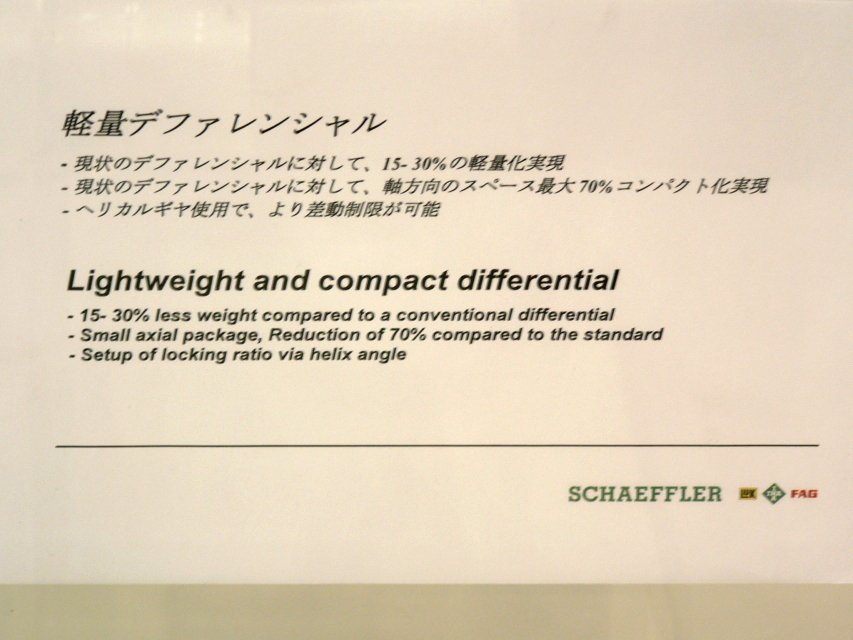 軽量デファレンシャル
- 現状のデファレンシャルに対して、15- 30%の軽量化実現
- 現状のデファレンシャルに対して、軸方向のスペース最大70%コンパクト化実現
- ヘリカルギヤ使用で、より差動制限が可能
Lightweight and compact differential
- 15- 30% less weight compared to a conventional differential
- Small axial package, Reduction of 70% compared to the standard
- Setup of locking ratio via helix angle
SCHAEFFLER LUK INA FAG